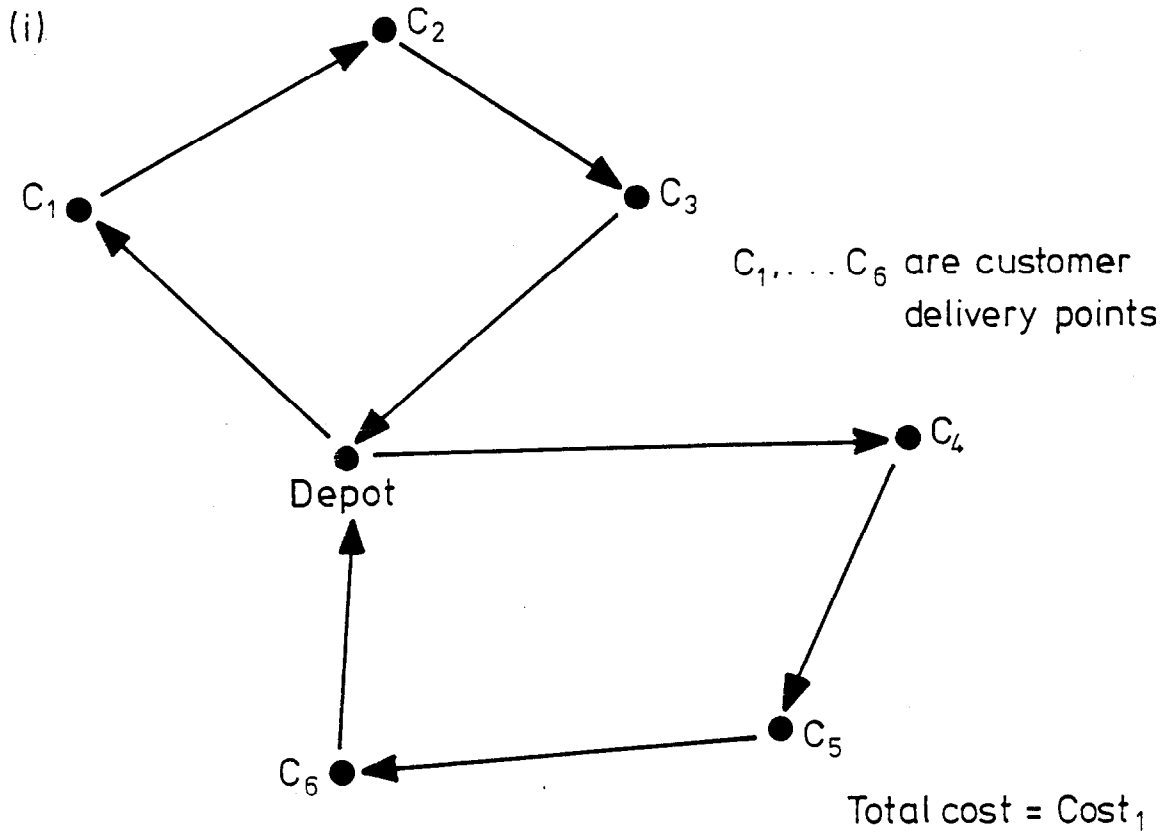 (i)
C₂
C₁
C₃
C₁,... C₆ are customer
delivery points
C₄
Depot
C₅
C₆
Total cost = Cost₁